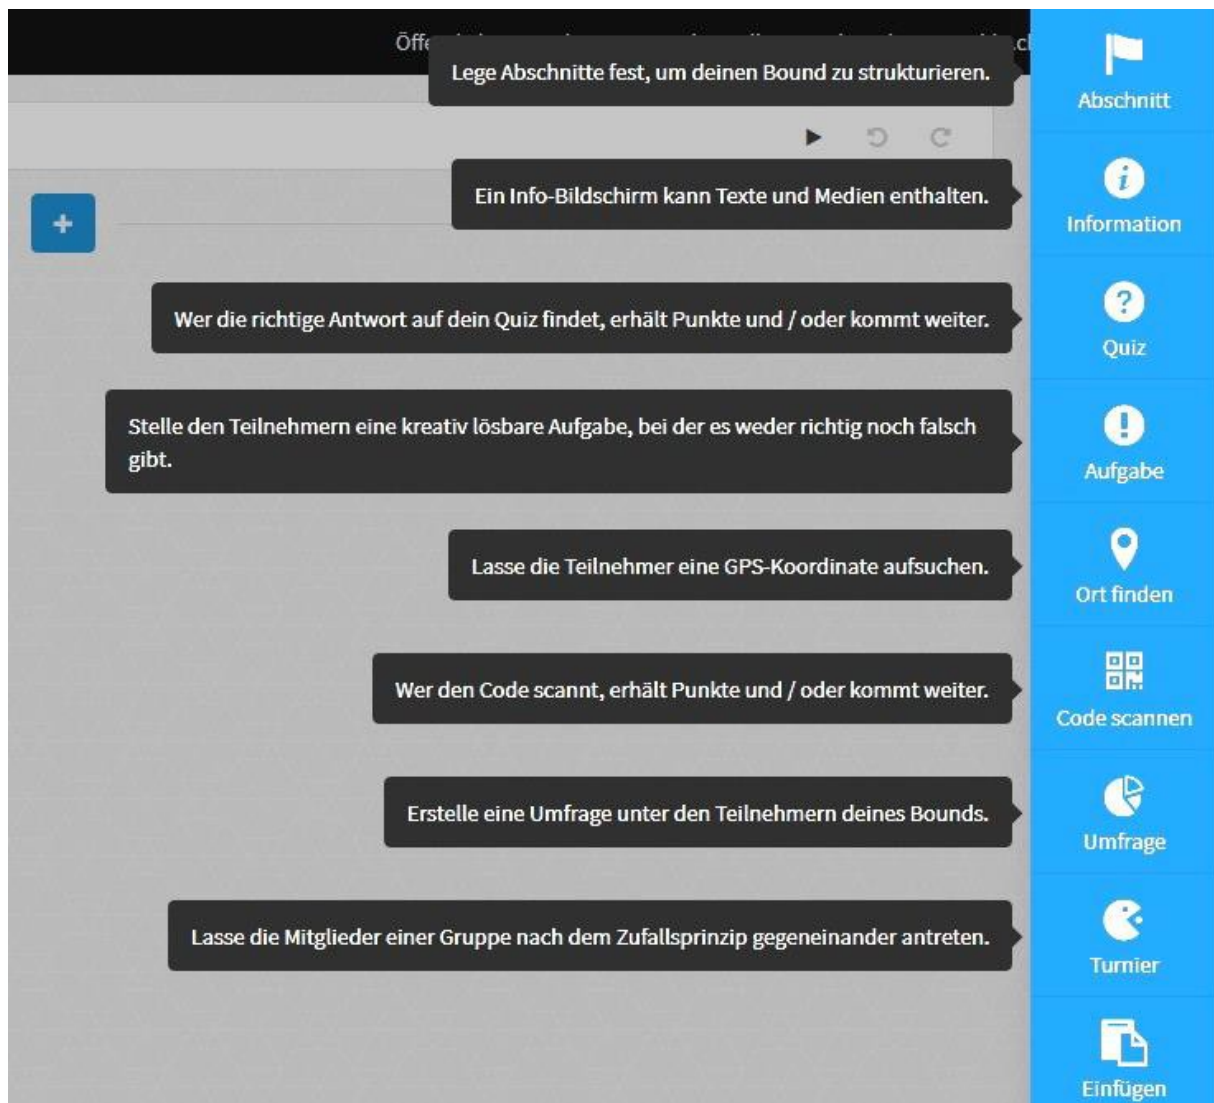 Lege Abschnitte fest, um deinen Bound zu strukturieren.
Abschnitt
Ein Info-Bildschirm kann Texte und Medien enthalten.
Information
Wer die richtige Antwort auf dein Quiz findet, erhält Punkte und / oder kommt weiter.
Quiz
Stelle den Teilnehmern eine kreativ lösbare Aufgabe, bei der es weder richtig noch falsch
gibt.
Aufgabe
Lasse die Teilnehmer eine GPS-Koordinate aufsuchen.
Ort finden
Wer den Code scannt, erhält Punkte und / oder kommt weiter.
Code scannen
Erstelle eine Umfrage unter den Teilnehmern deines Bounds.
Umfrage
Lasse die Mitglieder einer Gruppe nach dem Zufallsprinzip gegeneinander antreten.
Turnier
Einfügen